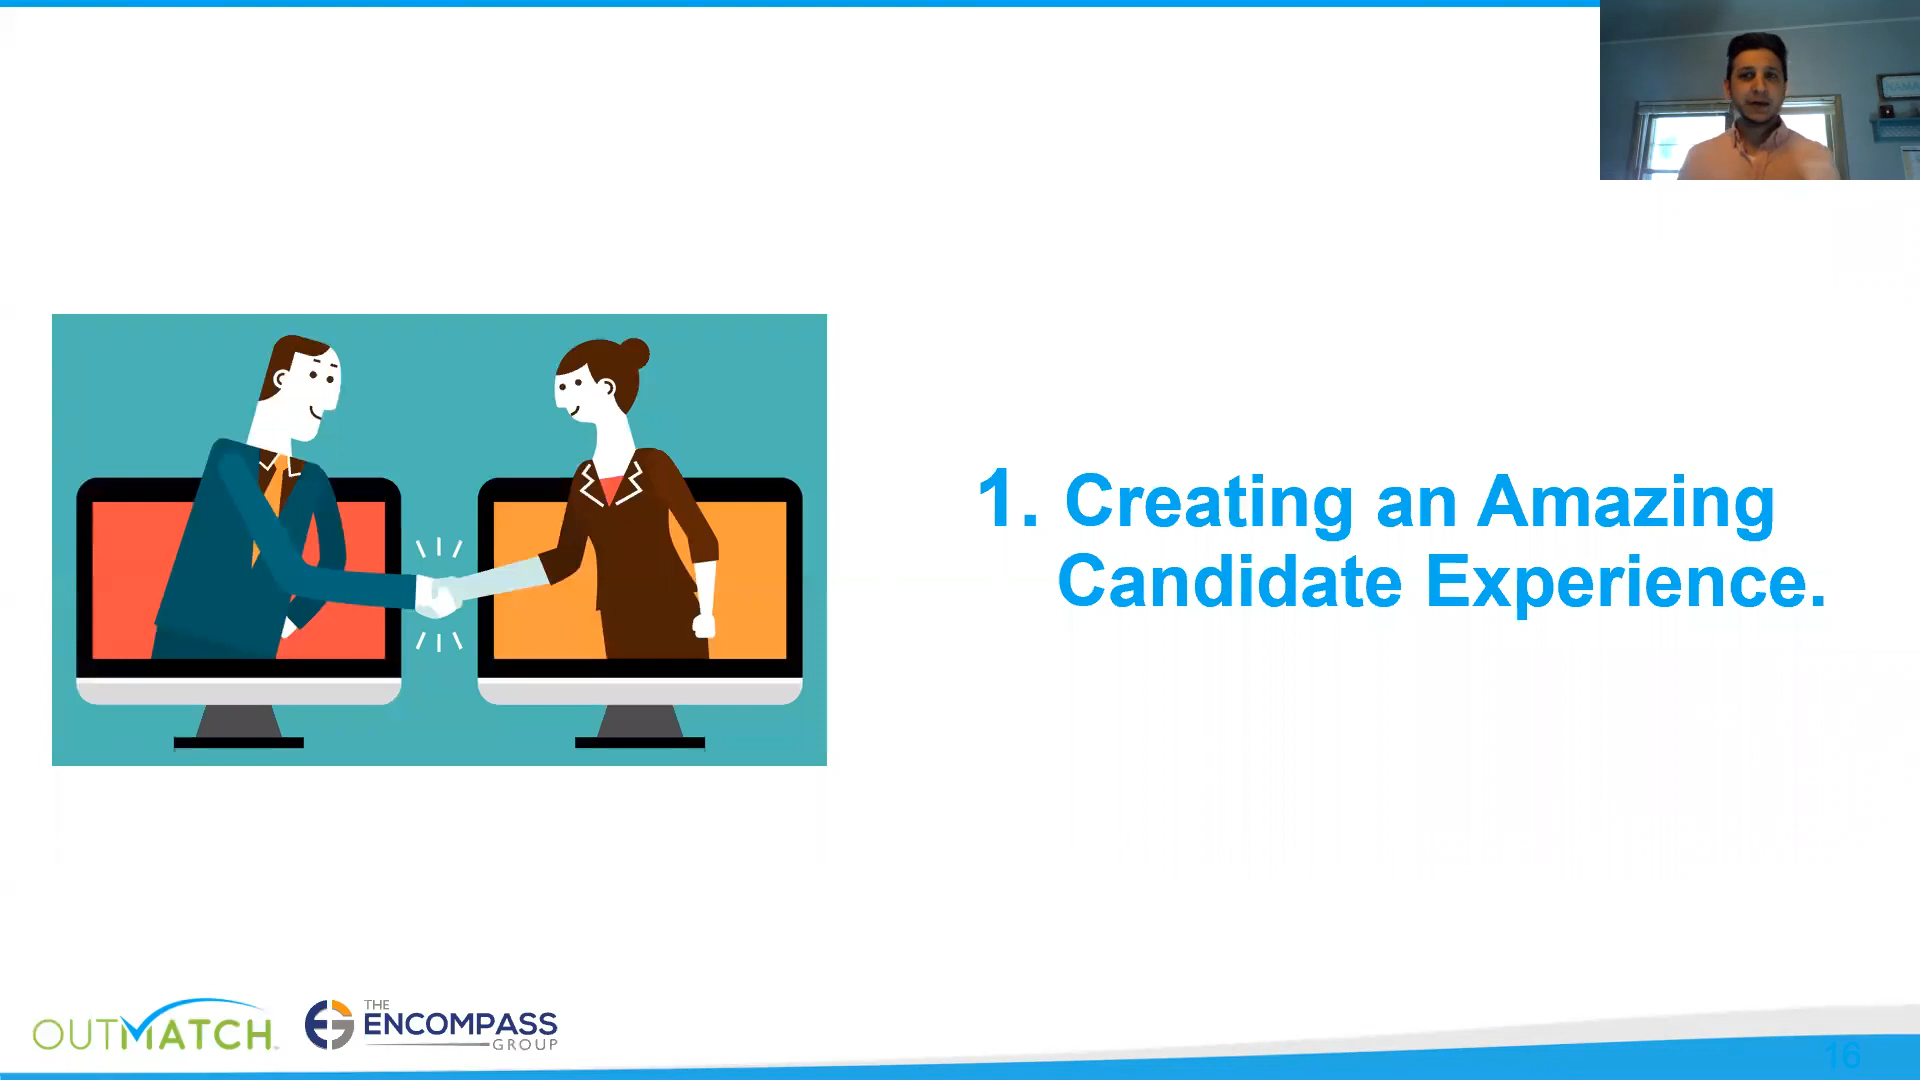 1. Creating an Amazing
Candidate Experience.
OUTMATCH
THE
ENCOMPASS
GROUP
16